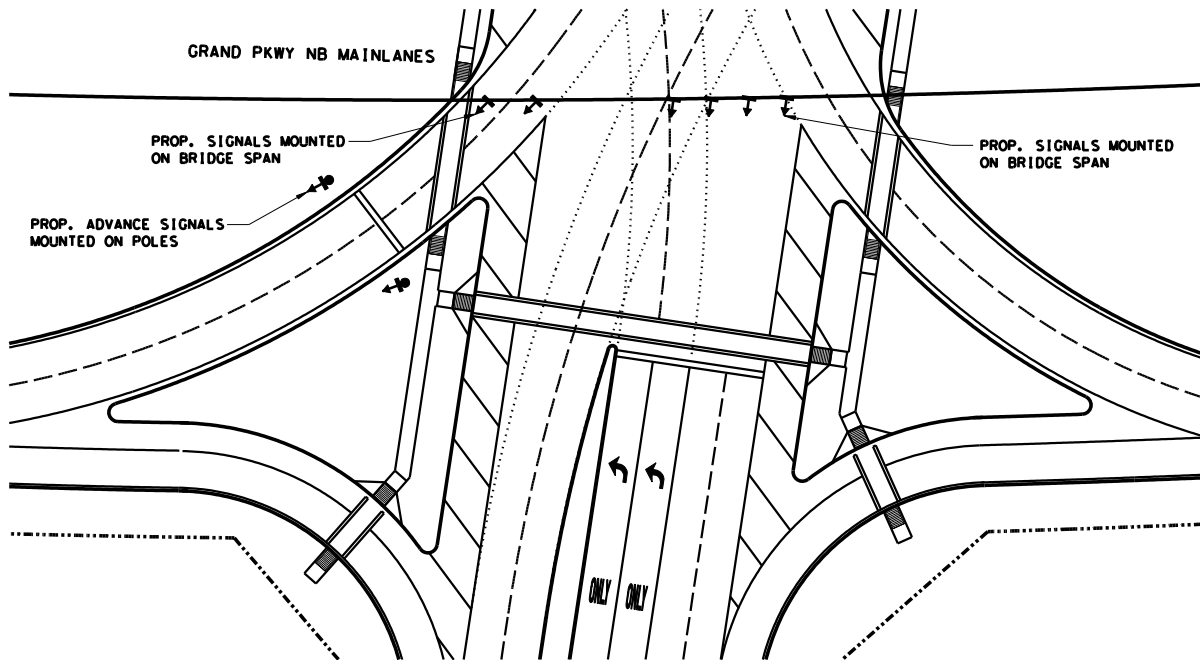 GRAND PKWY NB MAINLANES
PROP. SIGNALS MOUNTED
ON BRIDGE SPAN
PROP. SIGNALS MOUNTED
ON BRIDGE SPAN
PROP. ADVANCE SIGNALS
MOUNTED ON POLES
ONLY
ONLY